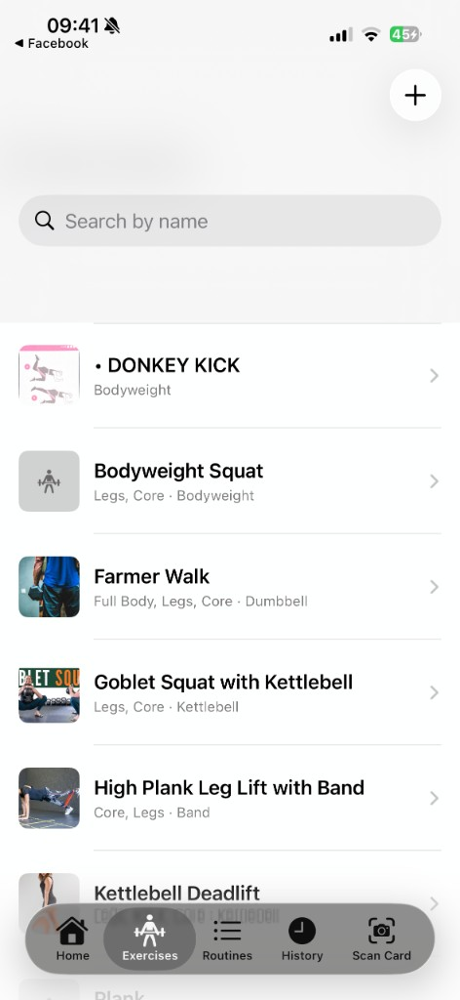 09:41
45
◀ Facebook
Search by name
• DONKEY KICK
Bodyweight
Bodyweight Squat
Legs, Core · Bodyweight
Farmer Walk
Full Body, Legs, Core · Dumbbell
BLET SQU
Goblet Squat with Kettlebell
Legs, Core · Kettlebell
High Plank Leg Lift with Band
Core, Legs · Band
Kettlebell Deadlift
Home
Exercises
Routines
History
Scan Card
Plank